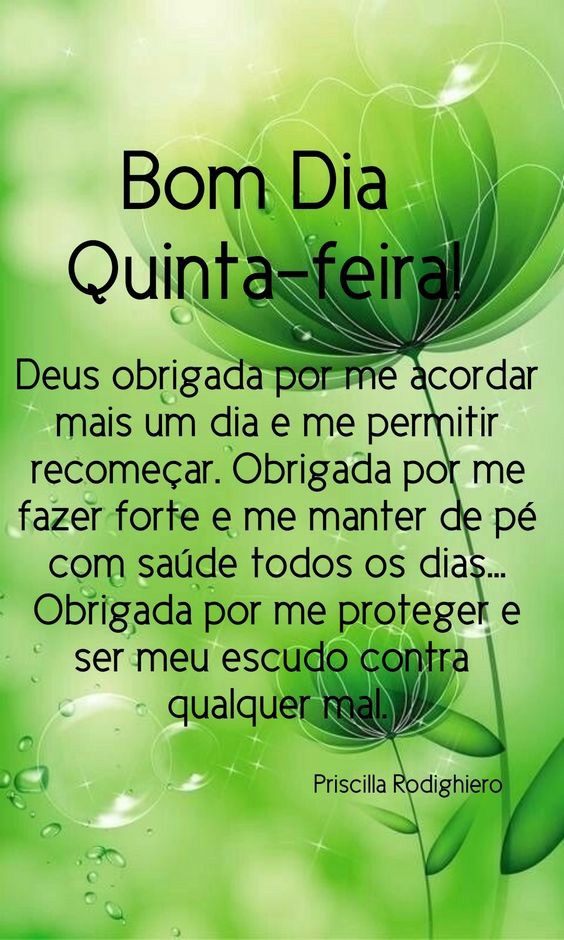 Bom Dia
Quinta-feira!
Deus obrigada por me acordar
mais um dia e me permitir
recomeçar. Obrigada por me
fazer forte e me manter de pé
com saúde todos os dias...
Obrigada por me proteger e
ser meu escudo contra
qualquer mal.
Priscilla Rodighiero